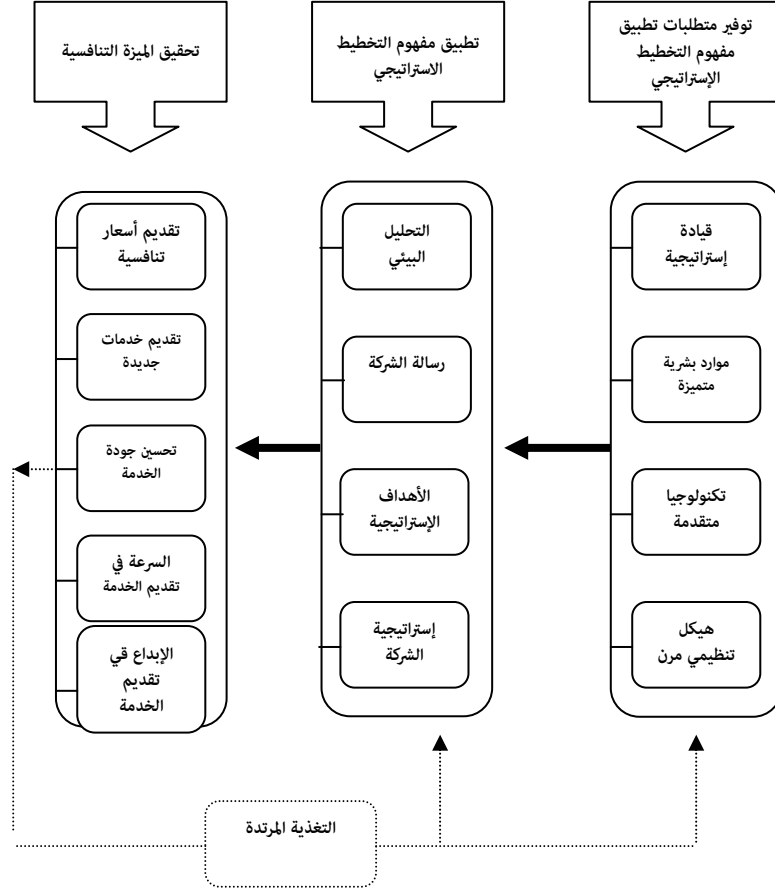 توفير متطلبات تطبيق
مفهوم التخطيط
الإستراتيجي
تطبيق مفهوم التخطيط
الاستراتيجي
تحقيق الميزة التنافسية
قيادة
إستراتيجية
موارد بشرية
متميزة
تكنولوجيا
متقدمة
هيكل
تنظيمي مرن
التحليل
البيئي
رسالة الشركة
الأهداف
الإستراتيجية
إستراتيجية
الشركة
تقديم أسعار
تنافسية
تقديم خدمات
جديدة
تحسين جودة
الخدمة
السرعة في
تقديم الخدمة
الإبداع قي
تقديم
الخدمة
التغذية المرتدة